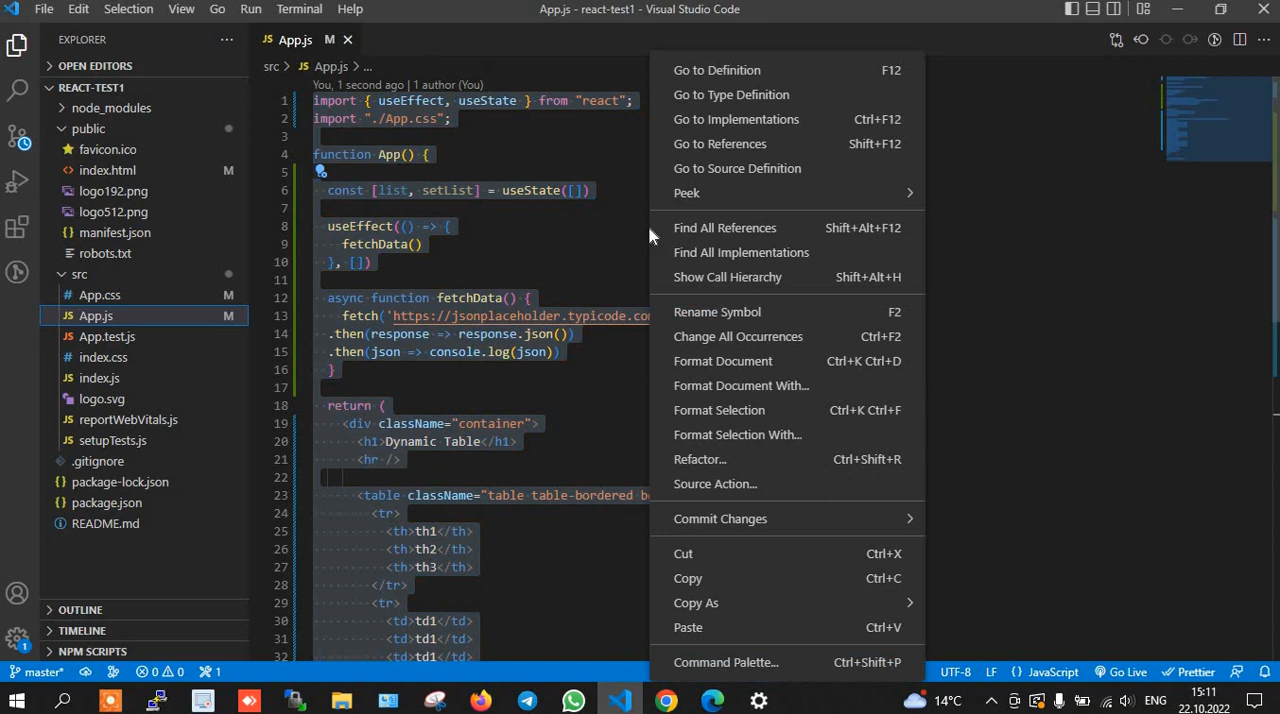 File Edit Selection View Go Run Terminal Help App.js - react-test1 - Visual Studio Code
EXPLORER
OPEN EDITORS
REACT-TEST1
node_modules
public
favicon.ico
index.html M
logo192.png
logo512.png
manifest.json
robots.txt
src
App.css M
App.js M
App.test.js
index.css
index.js
logo.svg
reportWebVitals.js
setupTests.js
.gitignore
package-lock.json
package.json
README.md
OUTLINE
TIMELINE
NPM SCRIPTS
JS App.js M
src > JS App.js > ...
You, 1 second ago | 1 author (You)
1 import { useEffect, useState } from "react";
2 import "./App.css";
3
4 function App() {
5
6 const [list, setList] = useState([])
7
8 useEffect(() => {
9 fetchData()
10 }, [])
11
12 async function fetchData() {
13 fetch('https://jsonplaceholder.typicode.com
14 .then(response => response.json())
15 .then(json => console.log(json))
16 }
17
18 return (
19 <div className="container">
20 <h1>Dynamic Table</h1>
21 <hr />
22
23 <table className="table table-bordered b
24 <tr>
25 <th>th1</th>
26 <th>th2</th>
27 <th>th3</th>
28 </tr>
29 <tr>
30 <td>td1</td>
31 <td>td1</td>
32 <td>td1</td>
Go to Definition F12
Go to Type Definition
Go to Implementations Ctrl+F12
Go to References Shift+F12
Go to Source Definition
Peek
Find All References Shift+Alt+F12
Find All Implementations
Show Call Hierarchy Shift+Alt+H
Rename Symbol F2
Change All Occurrences Ctrl+F2
Format Document Ctrl+K Ctrl+D
Format Document With...
Format Selection Ctrl+K Ctrl+F
Format Selection With...
Refactor... Ctrl+Shift+R
Source Action...
Commit Changes
Cut Ctrl+X
Copy Ctrl+C
Copy As
Paste Ctrl+V
Command Palette... Ctrl+Shift+P
master* 0 0 1 UTF-8 LF {} JavaScript Go Live Prettier
14°C ENG 15:11
22.10.2022